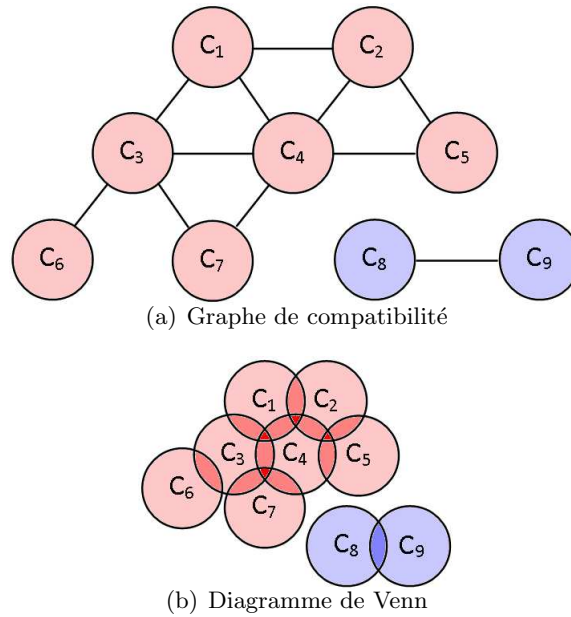 C₁ C₂
C₃ C₄ C₅
C₆ C₇ C₈ C₉
(a) Graphe de compatibilité
C₁ C₂
C₃ C₄ C₅
C₆
C₇
C₈ C₉
(b) Diagramme de Venn